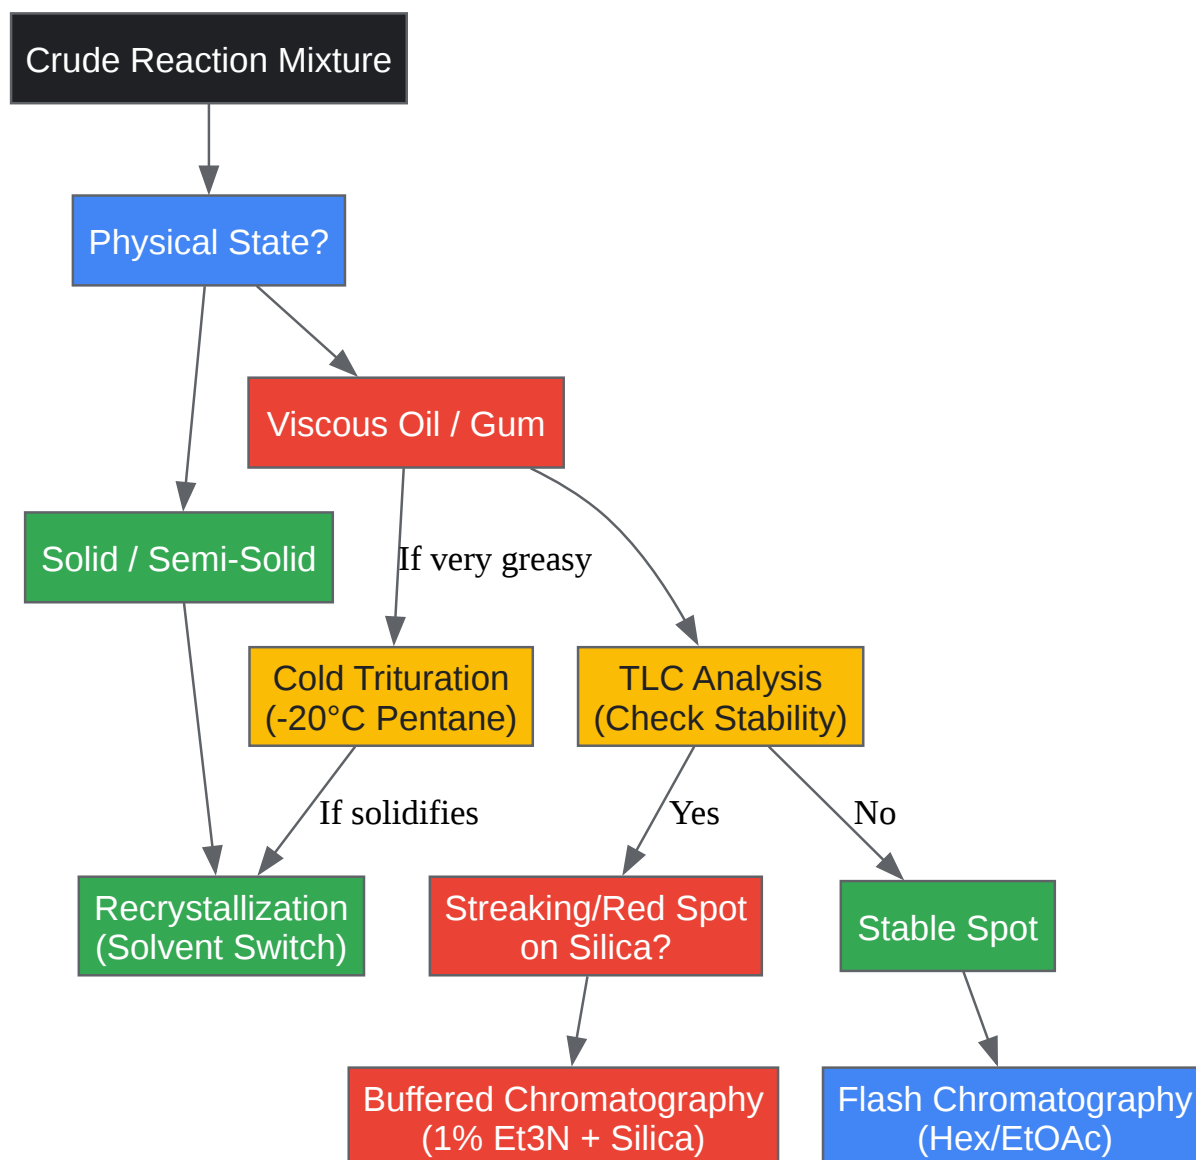 Crude Reaction Mixture
Physical State?
Viscous Oil / Gum
Solid / Semi-Solid
If very greasy
Cold Trituration
(-20°C Pentane)
TLC Analysis
(Check Stability)
If solidifies
Yes
No
Recrystallization
(Solvent Switch)
Streaking/Red Spot
on Silica?
Stable Spot
Buffered Chromatography
(1% Et3N + Silica)
Flash Chromatography
(Hex/EtOAc)